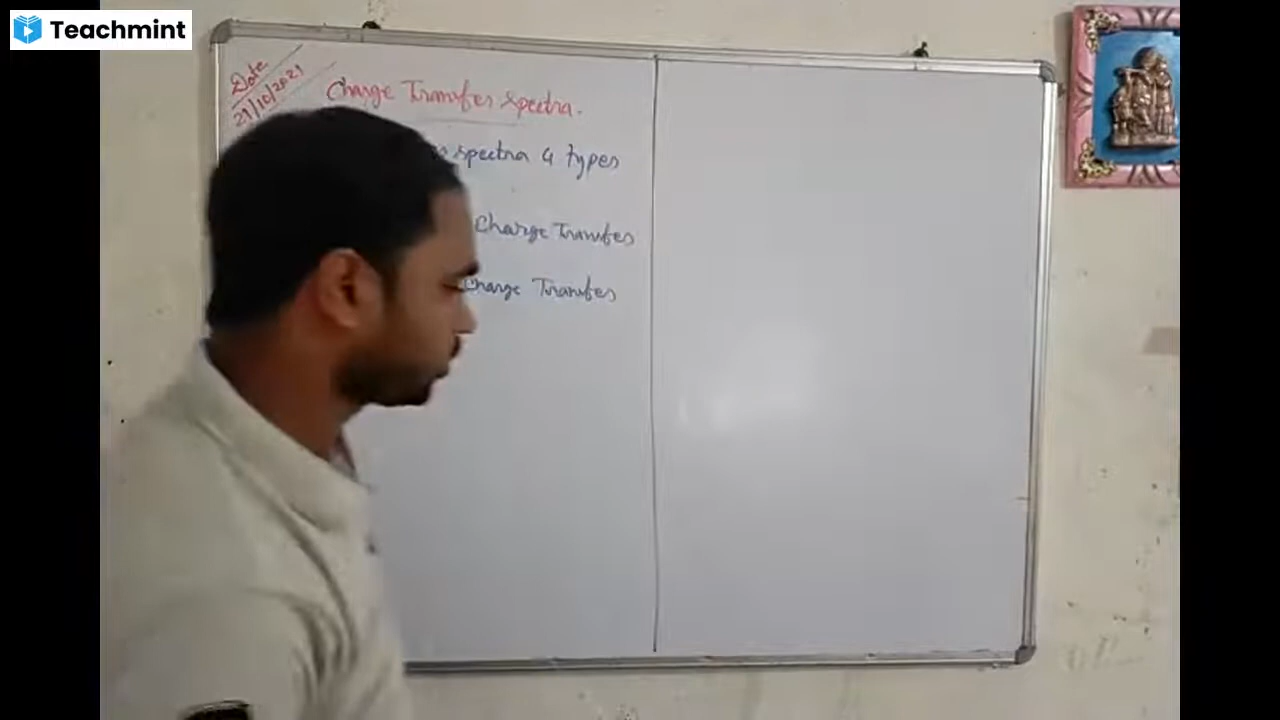 Teachmint
Date
21/10/2021
Charge Transfer Spectra.
spectra 4 types
Charge Transfer
Charge Transfer